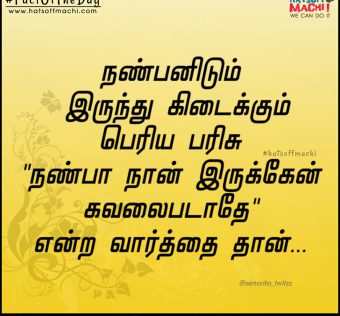 #FactOfTheDay
www.hatsoffmachi.com
HATSOFF
MACHI!
WE CAN DO IT
நண்பனிடும்
இருந்து கிடைக்கும்
பெரிய பரிசு
#hatsoffmachi
"நண்பா நான் இருக்கேன்
கவலைபடாதே"
என்ற வார்த்தை தான்...
@senorita_twitzz